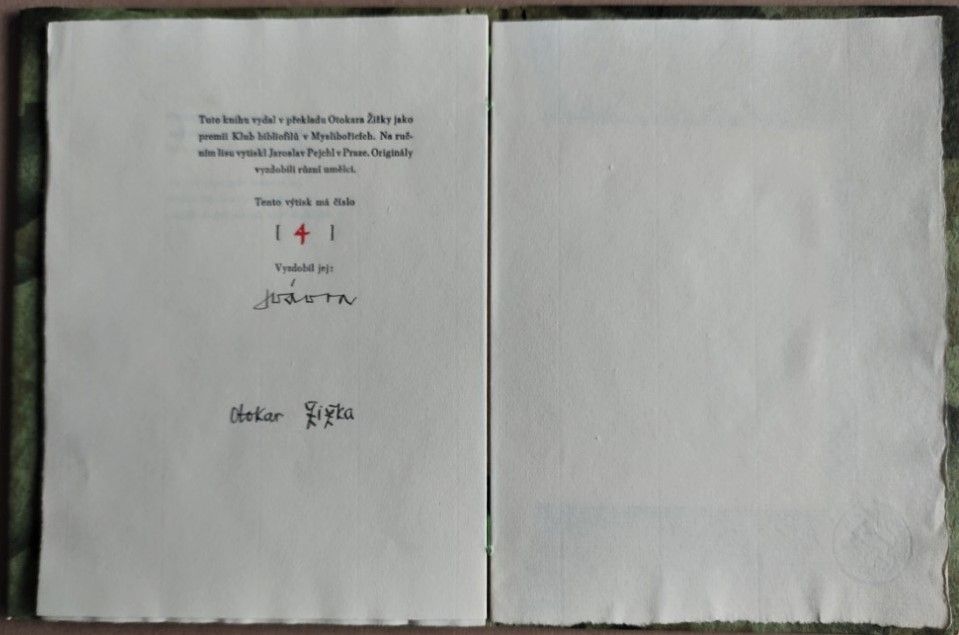 Tuto knihu vydal v překladu Otokara Žižky jako
premii Klub bibliofilů v Myslibořicích. Na ruč-
ním lisu vytiskl Jaroslav Pejchl v Praze. Originály
vyzdobili různí umělci.
Tento výtisk má číslo
[ 4 ]
Vyzdobil jej:
Otokar Žižka